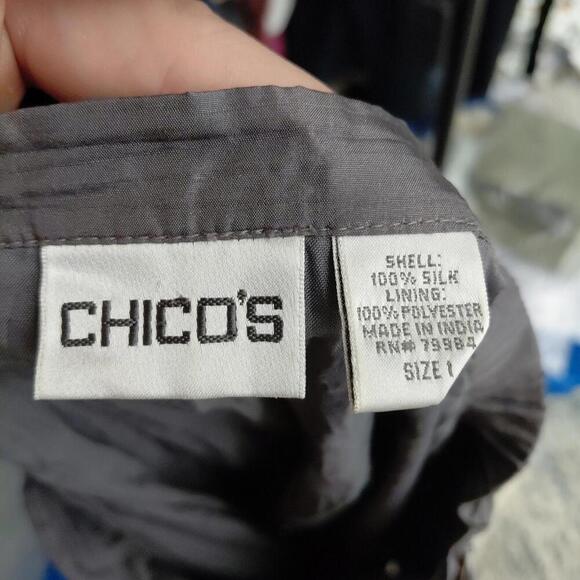 CHICO'S
SHELL:
100% SILK
LINING:
100% POLYESTER
MADE IN INDIA
RN# 79984
SIZE 1